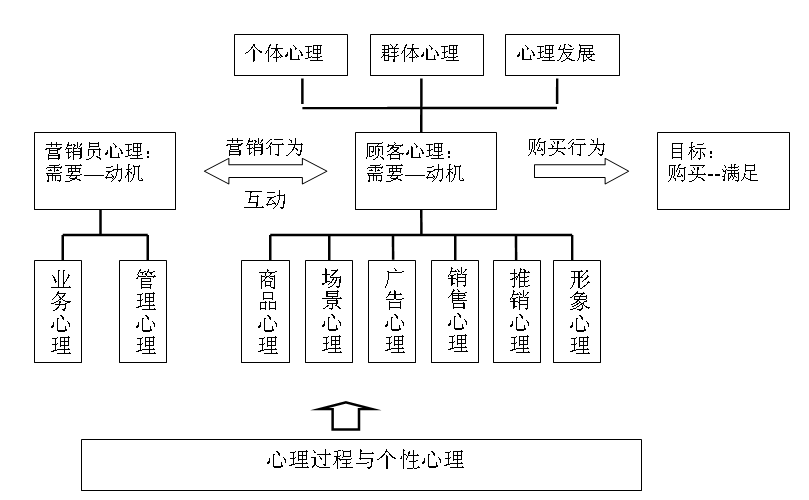 个体心理
群体心理
心理发展
营销员心理：
需要—动机
营销行为
互动
顾客心理：
需要—动机
购买行为
目标：
购买--满足
业务心理
管理心理
商品心理
场景心理
广告心理
销售心理
推销心理
形象心理
心理过程与个性心理